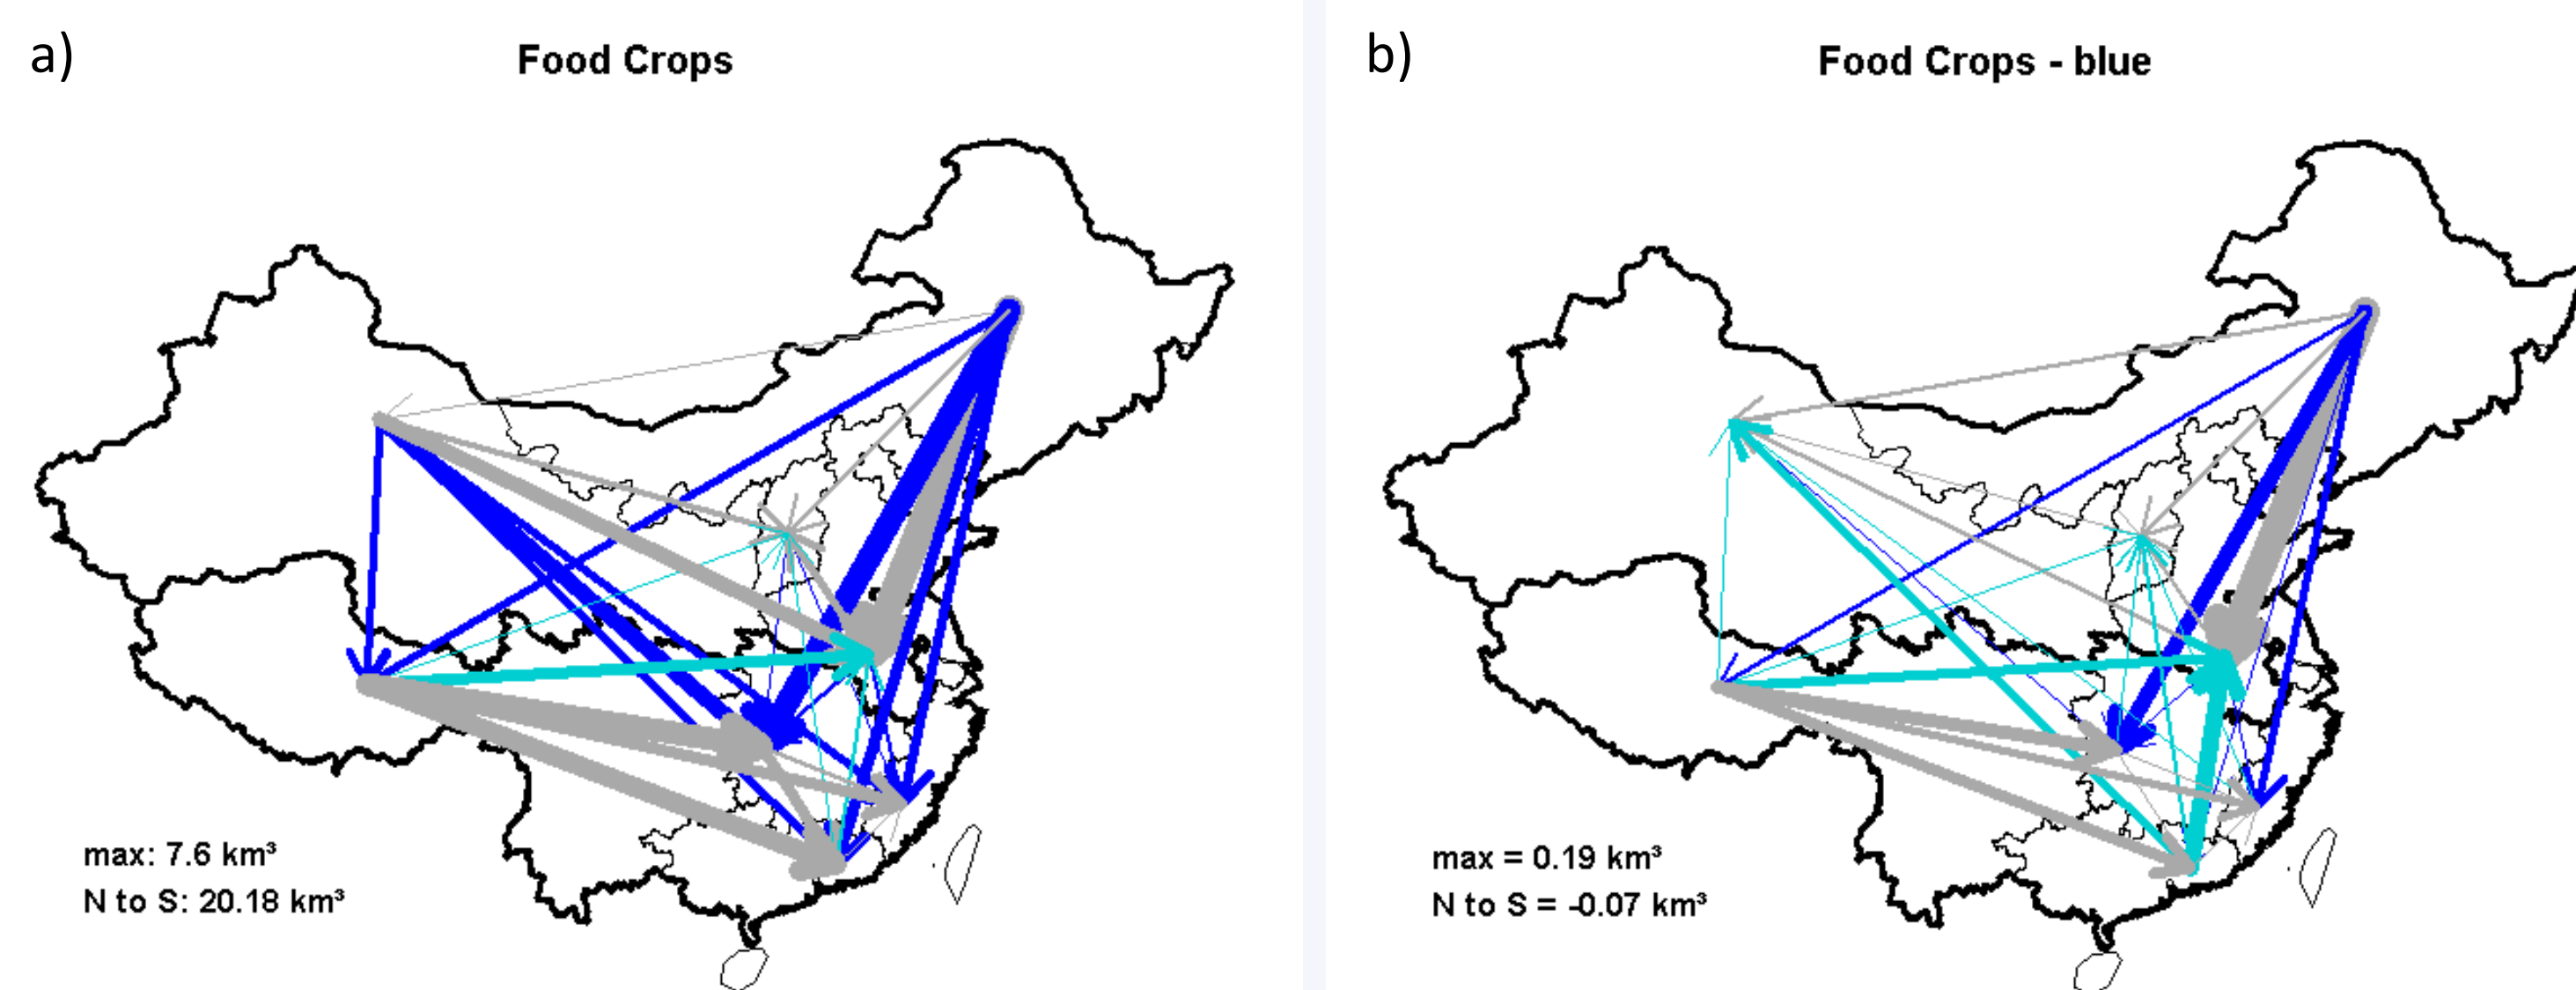 a)
Food Crops
max: 7.6 km³
N to S: 20.18 km³
b)
Food Crops - blue
max = 0.19 km³
N to S = -0.07 km³